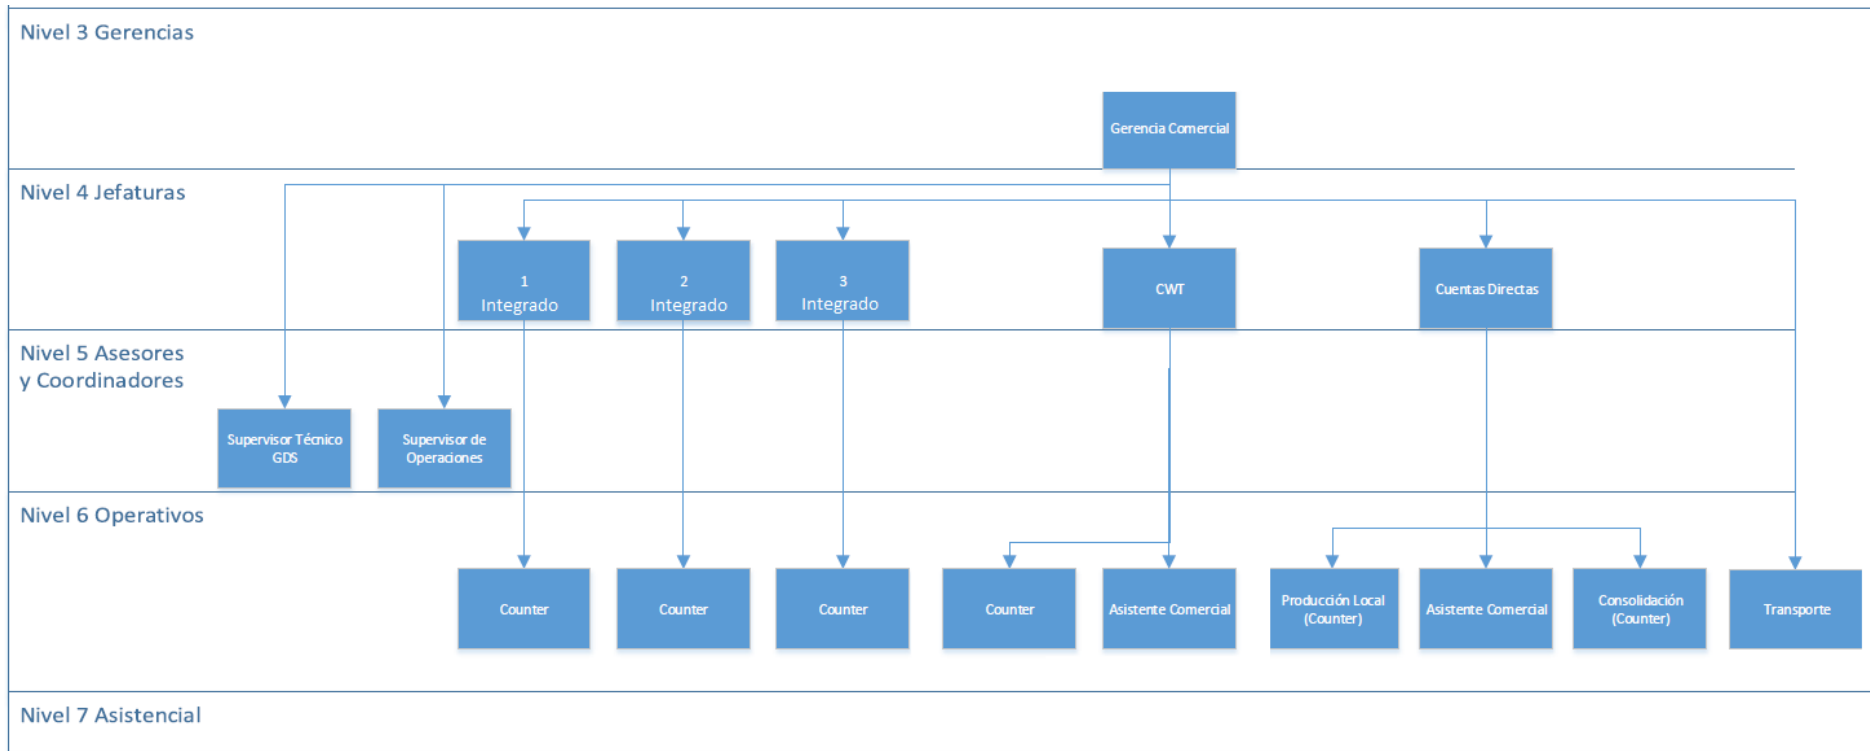 Nivel 3 Gerencias
Gerencia Comercial
Nivel 4 Jefaturas
1
Integrado
2
Integrado
3
Integrado
CWT
Cuentas Directas
Nivel 5 Asesores
y Coordinadores
Supervisor Técnico
GDS
Supervisor de
Operaciones
Nivel 6 Operativos
Counter
Counter
Counter
Counter
Asistente Comercial
Producción Local
(Counter)
Asistente Comercial
Consolidación
(Counter)
Transporte
Nivel 7 Asistencial